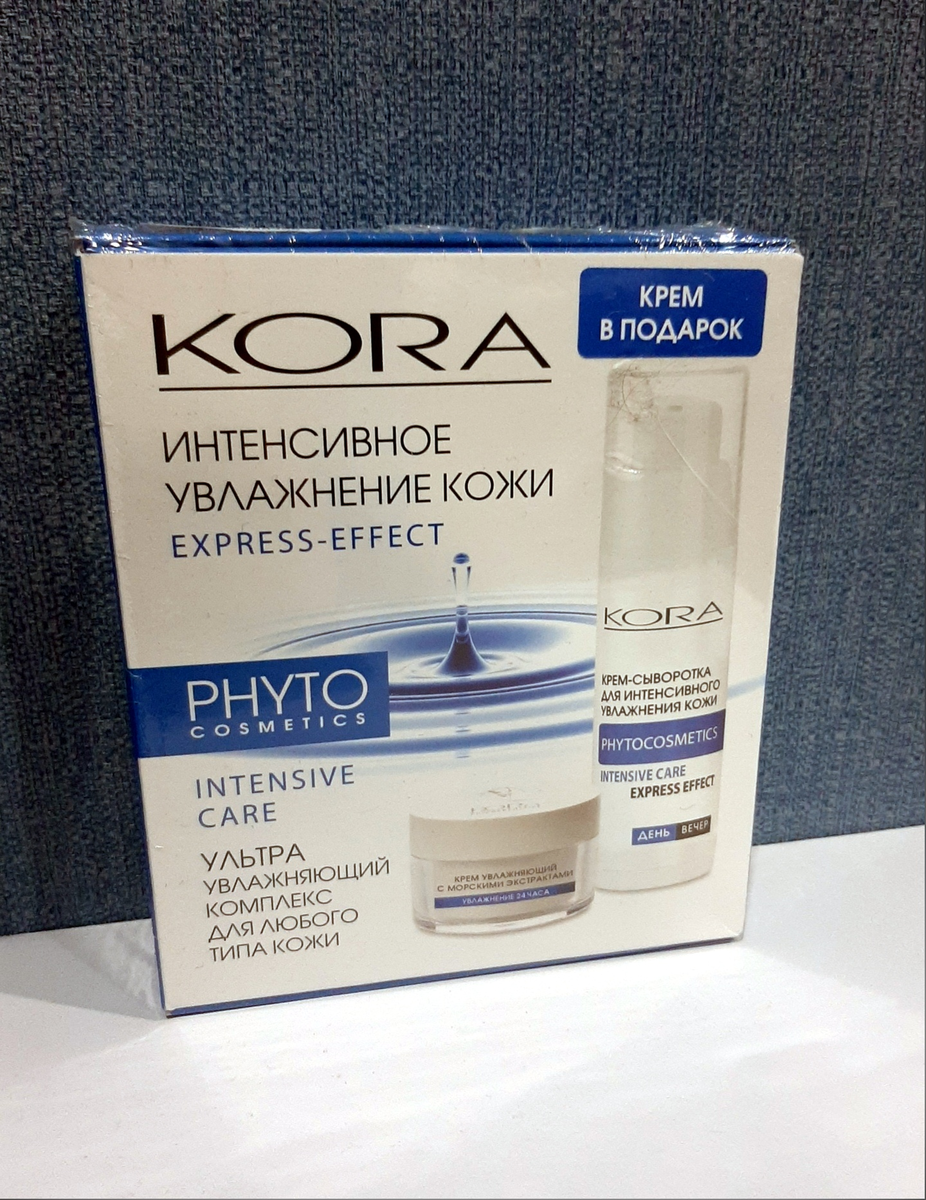 KORA
КРЕМ
В ПОДАРОК
ИНТЕНСИВНОЕ
УВЛАЖНЕНИЕ КОЖИ
EXPRESS-EFFECT
PHYTO
COSMETICS
INTENSIVE
CARE
УЛЬТРА
УВЛАЖНЯЮЩИЙ
КОМПЛЕКС
ДЛЯ ЛЮБОГО
ТИПА КОЖИ
КРЕМ УВЛАЖНЯЮЩИЙ
С МОРСКИМИ ЭКСТРАКТАМИ
УВЛАЖНЕНИЕ 24 ЧАСА
KORA
КРЕМ-СЫВОРОТКА
ДЛЯ ИНТЕНСИВНОГО
УВЛАЖНЕНИЯ КОЖИ
PHYTOCOSMETICS
INTENSIVE CARE
EXPRESS EFFECT
ДЕНЬ ВЕЧЕР